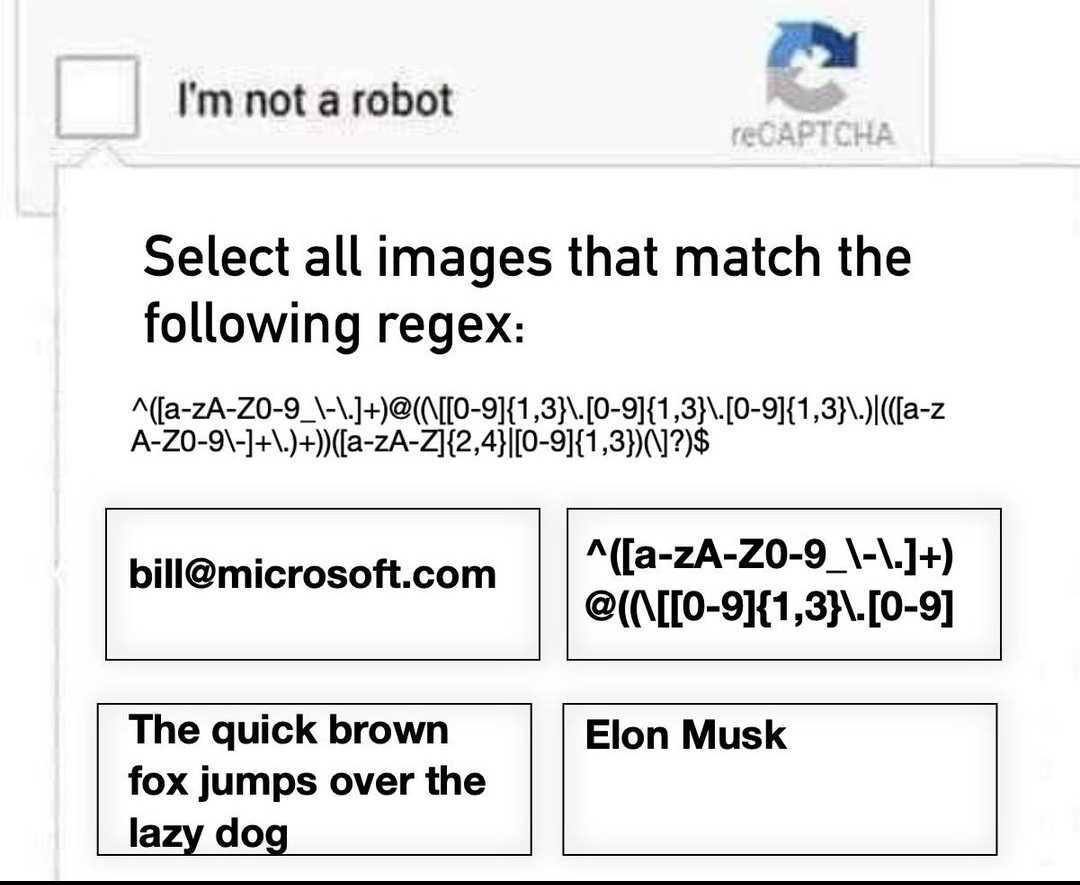 I'm not a robot
reCAPTCHA
Select all images that match the
following regex:
^([a-zA-Z0-9_\-\.]+)@((\[[0-9]{1,3}\.[0-9]{1,3}\.[0-9]{1,3}\.)|(([a-z
A-Z0-9\-]+\.)+))([a-zA-Z]{2,4}|[0-9]{1,3})(\]?)$
bill@microsoft.com
^([a-zA-Z0-9_\-\.]+)
@((\[[0-9]{1,3}\.[0-9]
The quick brown
fox jumps over the
lazy dog
Elon Musk